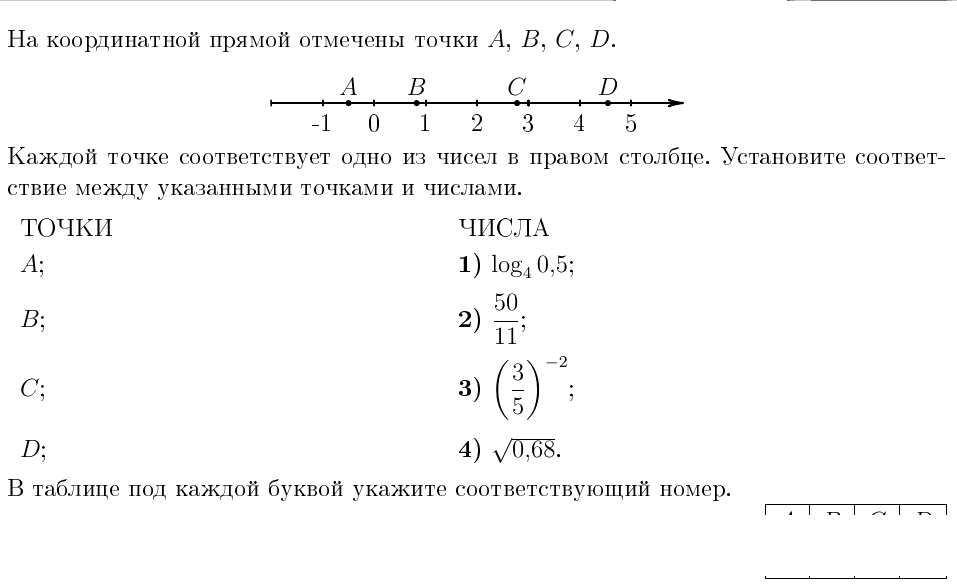 На координатной прямой отмечены точки A, B, C, D.
A B C D
-1 0 1 2 3 4 5
Каждой точке соответствует одно из чисел в правом столбце. Установите соответ-
ствие между указанными точками и числами.
ТОЧКИ ЧИСЛА
A; 1) log₄ 0,5;
B; 2) 50/11;
C; 3) (3/5)⁻²;
D; 4) √0,68.
В таблице под каждой буквой укажите соответствующий номер.